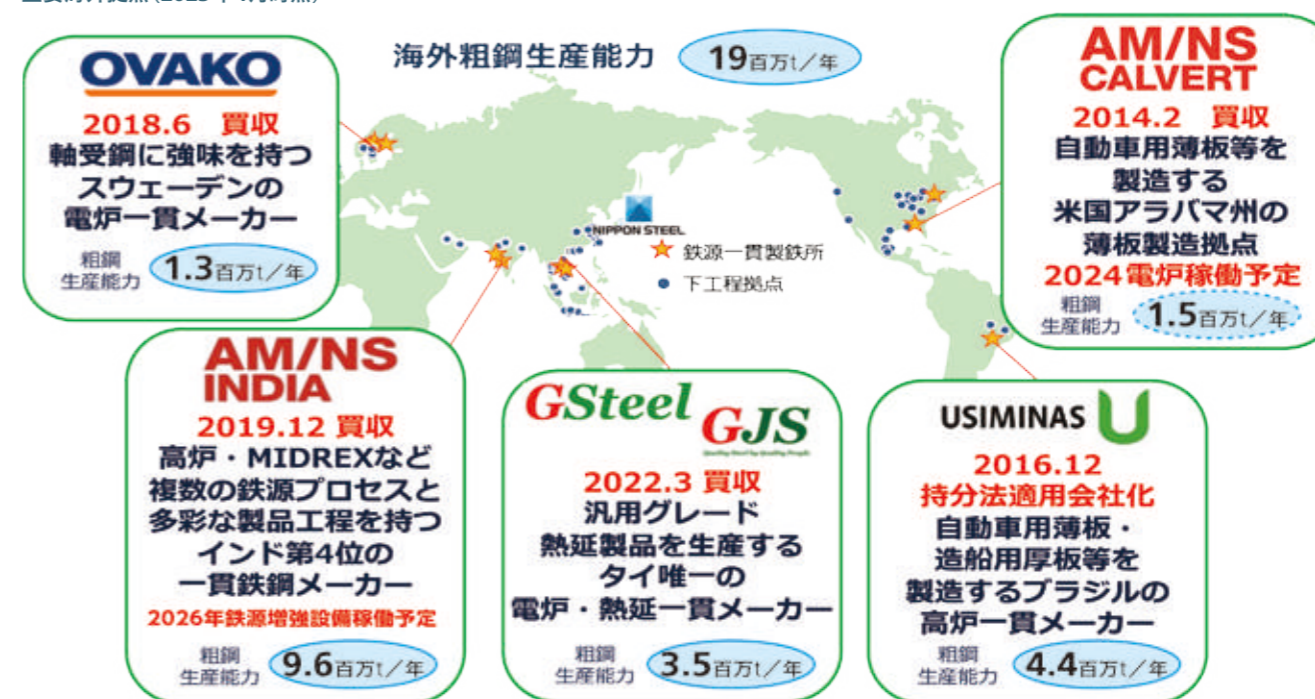 海外粗鋼生産能力 19百万t／年
OVAKO
2018.6 買収
軸受鋼に強味を持つ
スウェーデンの
電炉一貫メーカー
粗鋼
生産能力 1.3百万t／年
AM/NS
CALVERT
2014.2 買収
自動車用薄板等を
製造する
米国アラバマ州の
薄板製造拠点
2024電炉稼働予定
粗鋼
生産能力 1.5百万t／年
NIPPON STEEL
鉄源一貫製鉄所
下工程拠点
AM/NS
INDIA
2019.12 買収
高炉・MIDREXなど
複数の鉄源プロセスと
多彩な製品工程を持つ
インド第4位の
一貫鉄鋼メーカー
2026年鉄源増強設備稼働予定
粗鋼
生産能力 9.6百万t／年
GSteel
GJS
2022.3 買収
汎用グレード
熱延製品を生産する
タイ唯一の
電炉・熱延一貫メーカー
粗鋼
生産能力 3.5百万t／年
USIMINAS
2016.12
持分法適用会社化
自動車用薄板・
造船用厚板等を
製造するブラジルの
高炉一貫メーカー
粗鋼
生産能力 4.4百万t／年